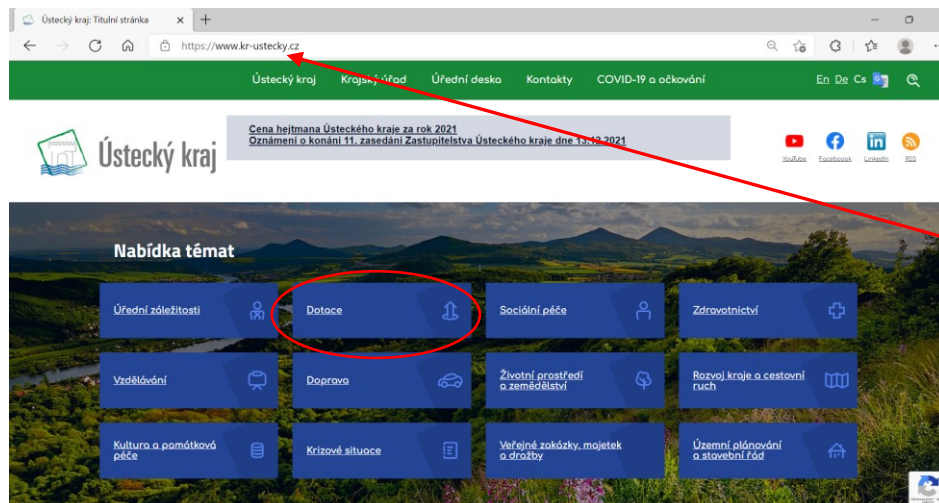 Ústecký kraj: Titulní stránka
https://www.kr-ustecky.cz
Ústecký kraj Krajský úřad Úřední deska Kontakty COVID-19 a očkování En De Cs
Ústecký kraj
Cena hejtmana Ústeckého kraje za rok 2021
Oznámení o konání 11. zasedání Zastupitelstva Ústeckého kraje dne 13.12.2021
YouTube Facebook LinkedIn RSS
Nabídka témat
Úřední záležitosti
Dotace
Sociální péče
Zdravotnictví
Vzdělávání
Doprava
Životní prostředí
a zemědělství
Rozvoj kraje a cestovní
ruch
Kultura a památková
péče
Krizové situace
Veřejné zakázky, majetek
a dražby
Územní plánování
a stavební řád